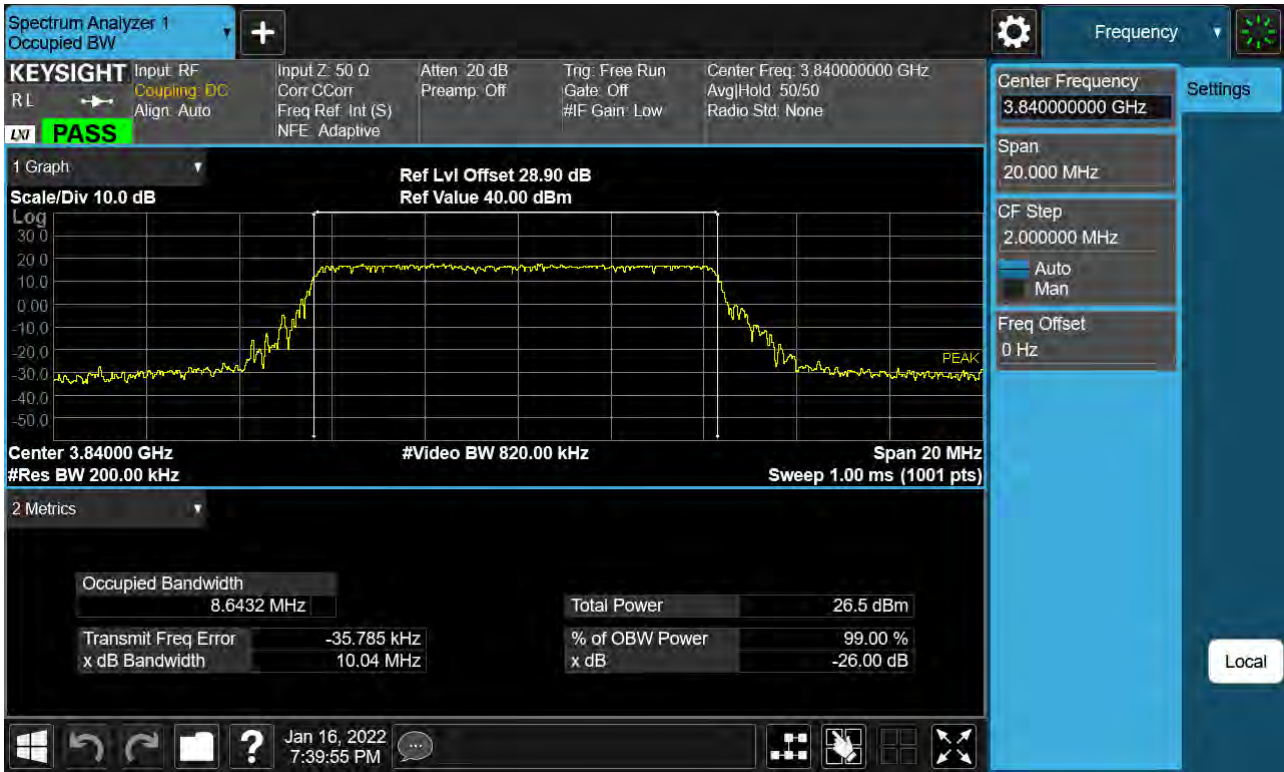 Spectrum Analyzer 1
Occupied BW
+
Frequency
KEYSIGHT
RL
LXI PASS
Input: RF
Coupling: DC
Align: Auto
Input Z: 50 Ω
Corr CCorr
Freq Ref: Int (S)
NFE: Adaptive
Atten: 20 dB
Preamp: Off
Trig: Free Run
Gate: Off
#IF Gain: Low
Center Freq: 3.840000000 GHz
Avg|Hold: 50/50
Radio Std: None
Center Frequency
3.840000000 GHz
Settings
Span
20.000 MHz
CF Step
2.000000 MHz
Auto
Man
Freq Offset
0 Hz
Local
1 Graph
Scale/Div 10.0 dB
Ref Lvl Offset 28.90 dB
Ref Value 40.00 dBm
Log
30.0
20.0
10.0
0.00
-10.0
-20.0
-30.0
-40.0
-50.0
PEAK
Center 3.84000 GHz
#Video BW 820.00 kHz
Span 20 MHz
#Res BW 200.00 kHz
Sweep 1.00 ms (1001 pts)
2 Metrics
Occupied Bandwidth
8.6432 MHz
Total Power 26.5 dBm
Transmit Freq Error -35.785 kHz
% of OBW Power 99.00 %
x dB Bandwidth 10.04 MHz
x dB -26.00 dB
?
Jan 16, 2022
7:39:55 PM